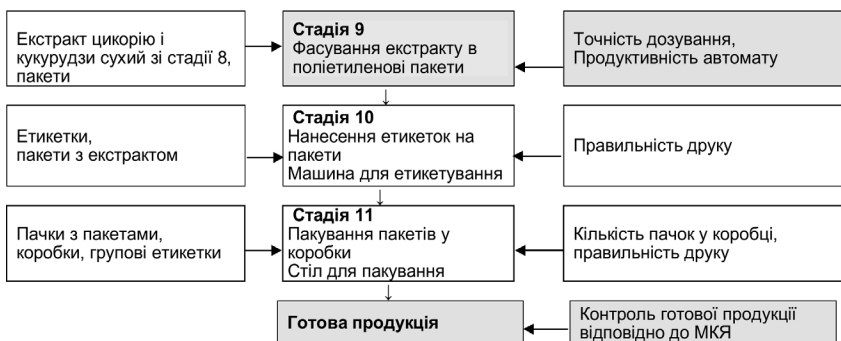 Екстракт цикорію і
кукурудзи сухий зі стадії 8,
пакети
Стадія 9
Фасування екстракту в
поліетиленові пакети
Точність дозування,
Продуктивність автомату
Етикетки,
пакети з екстрактом
Стадія 10
Нанесення етикеток на
пакети
Машина для етикетування
Правильність друку
Пачки з пакетами,
коробки, групові етикетки
Стадія 11
Пакування пакетів у
коробки
Стіл для пакування
Кількість пачок у коробці,
правильність друку
Готова продукція
Контроль готової продукції
відповідно до МКЯ